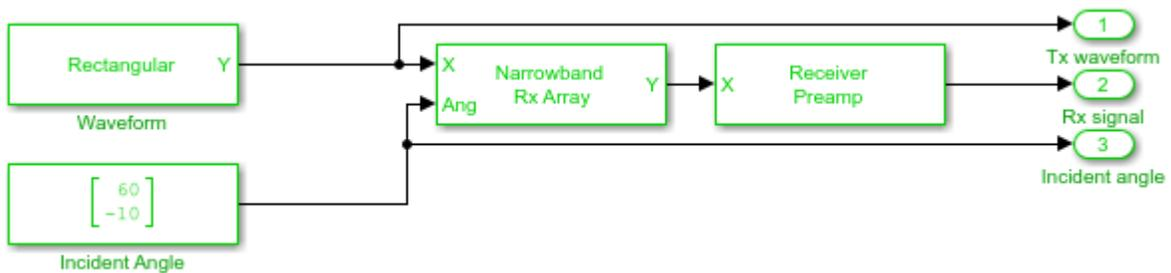 1
Tx waveform
Rectangular Y
Waveform
X
Ang
Narrowband
Rx Array
Y
X
Receiver
Preamp
2
Rx signal
3
Incident angle
60
-10
Incident Angle